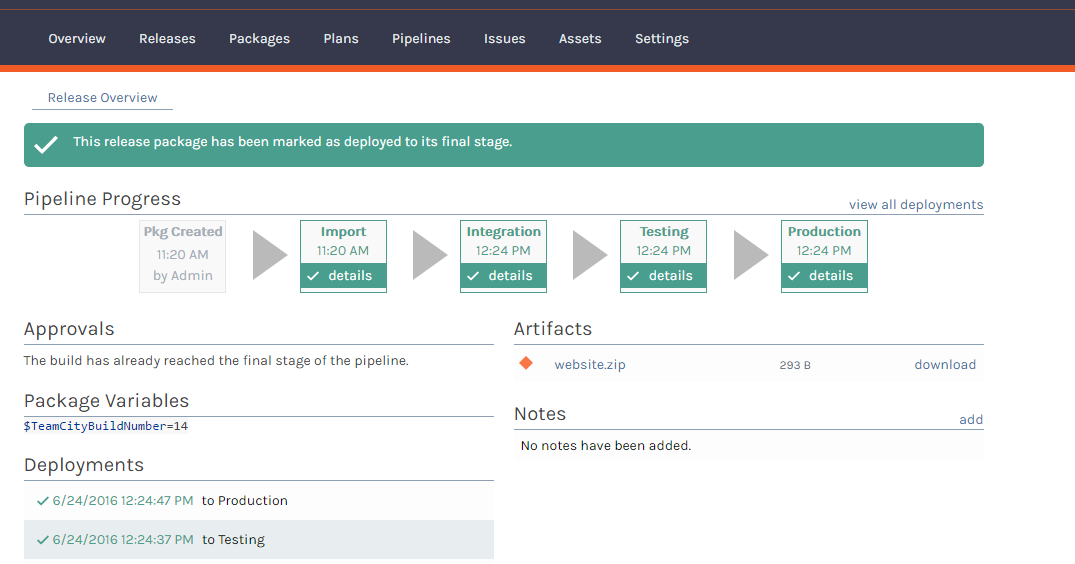 Overview Releases Packages Plans Pipelines Issues Assets Settings
Release Overview
This release package has been marked as deployed to its final stage.
Pipeline Progress
view all deployments
Pkg Created
11:20 AM
by Admin
Import
11:20 AM
details
Integration
12:24 PM
details
Testing
12:24 PM
details
Production
12:24 PM
details
Approvals
The build has already reached the final stage of the pipeline.
Package Variables
$TeamCityBuildNumber=14
Deployments
6/24/2016 12:24:47 PM to Production
6/24/2016 12:24:37 PM to Testing
Artifacts
website.zip 293 B download
Notes
add
No notes have been added.